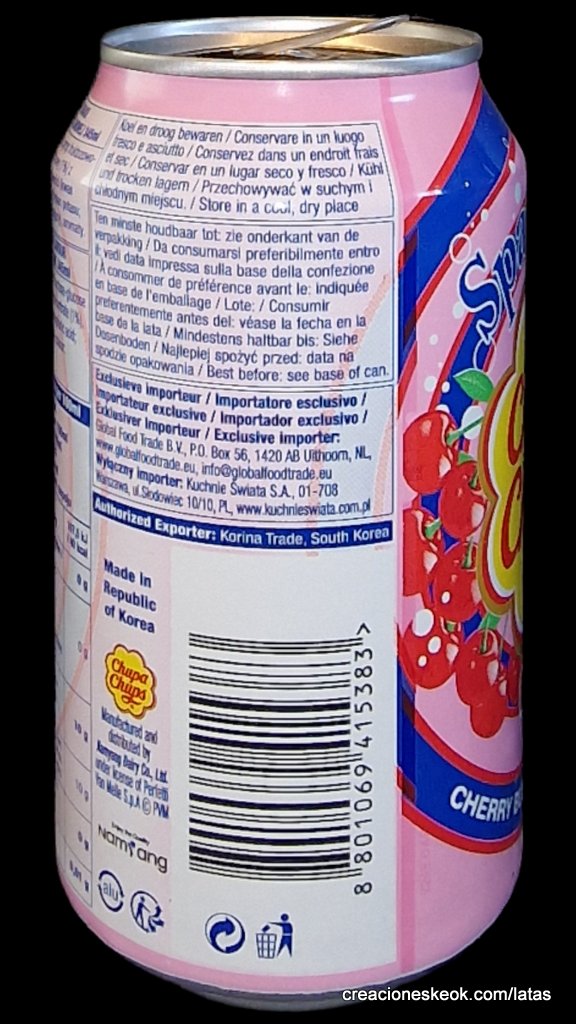 Koel en droog bewaren / Conservare in un luogo
fresco e asciutto / Conservez dans un endroit frais
et sec / Conservar en un lugar seco y fresco / Kühl
und trocken lagern / Przechowywać w suchym i
chłodnym miejscu. / Store in a cool, dry place
Ten minste houdbaar tot: zie onderkant van de
verpakking / Da consumarsi preferibilmente entro
il: vedi data impressa sulla base della confezione
/ À consommer de préférence avant le: indiquée
en base de l'emballage / Lote: / Consumir
preferentemente antes del: véase la fecha en la
base de la lata / Mindestens haltbar bis: Siehe
Dosenboden / Najlepiej spożyć przed: data na
spodzie opakowania / Best before: see base of can.
Exclusieve importeur / Importatore esclusivo /
Importateur exclusive / Importador exclusivo /
Exklusiver Importeur / Exclusive importer:
Global Food Trade B.V., P.O. Box 56, 1420 AB Uithoorn, NL,
www.globalfoodtrade.eu, info@globalfoodtrade.eu
Wyłączny importer: Kuchnie Świata S.A., 01-708
Warszawa, ul.Śledowiec 10/10, PL, www.kuchnieswiata.com.pl
Authorized Exporter: Korina Trade, South Korea
Made in
Republic
of Korea
Chupa
Chups
Manufactured and
distributed by
Namyang Dairy Co., Ltd.
under license of Perfetti
Van Melle S.p.A © PVM
Enjoy the Quality
Namyang
alu
8 801069 415383 >
Spa
CHERRY B
creacioneskeok.com/latas